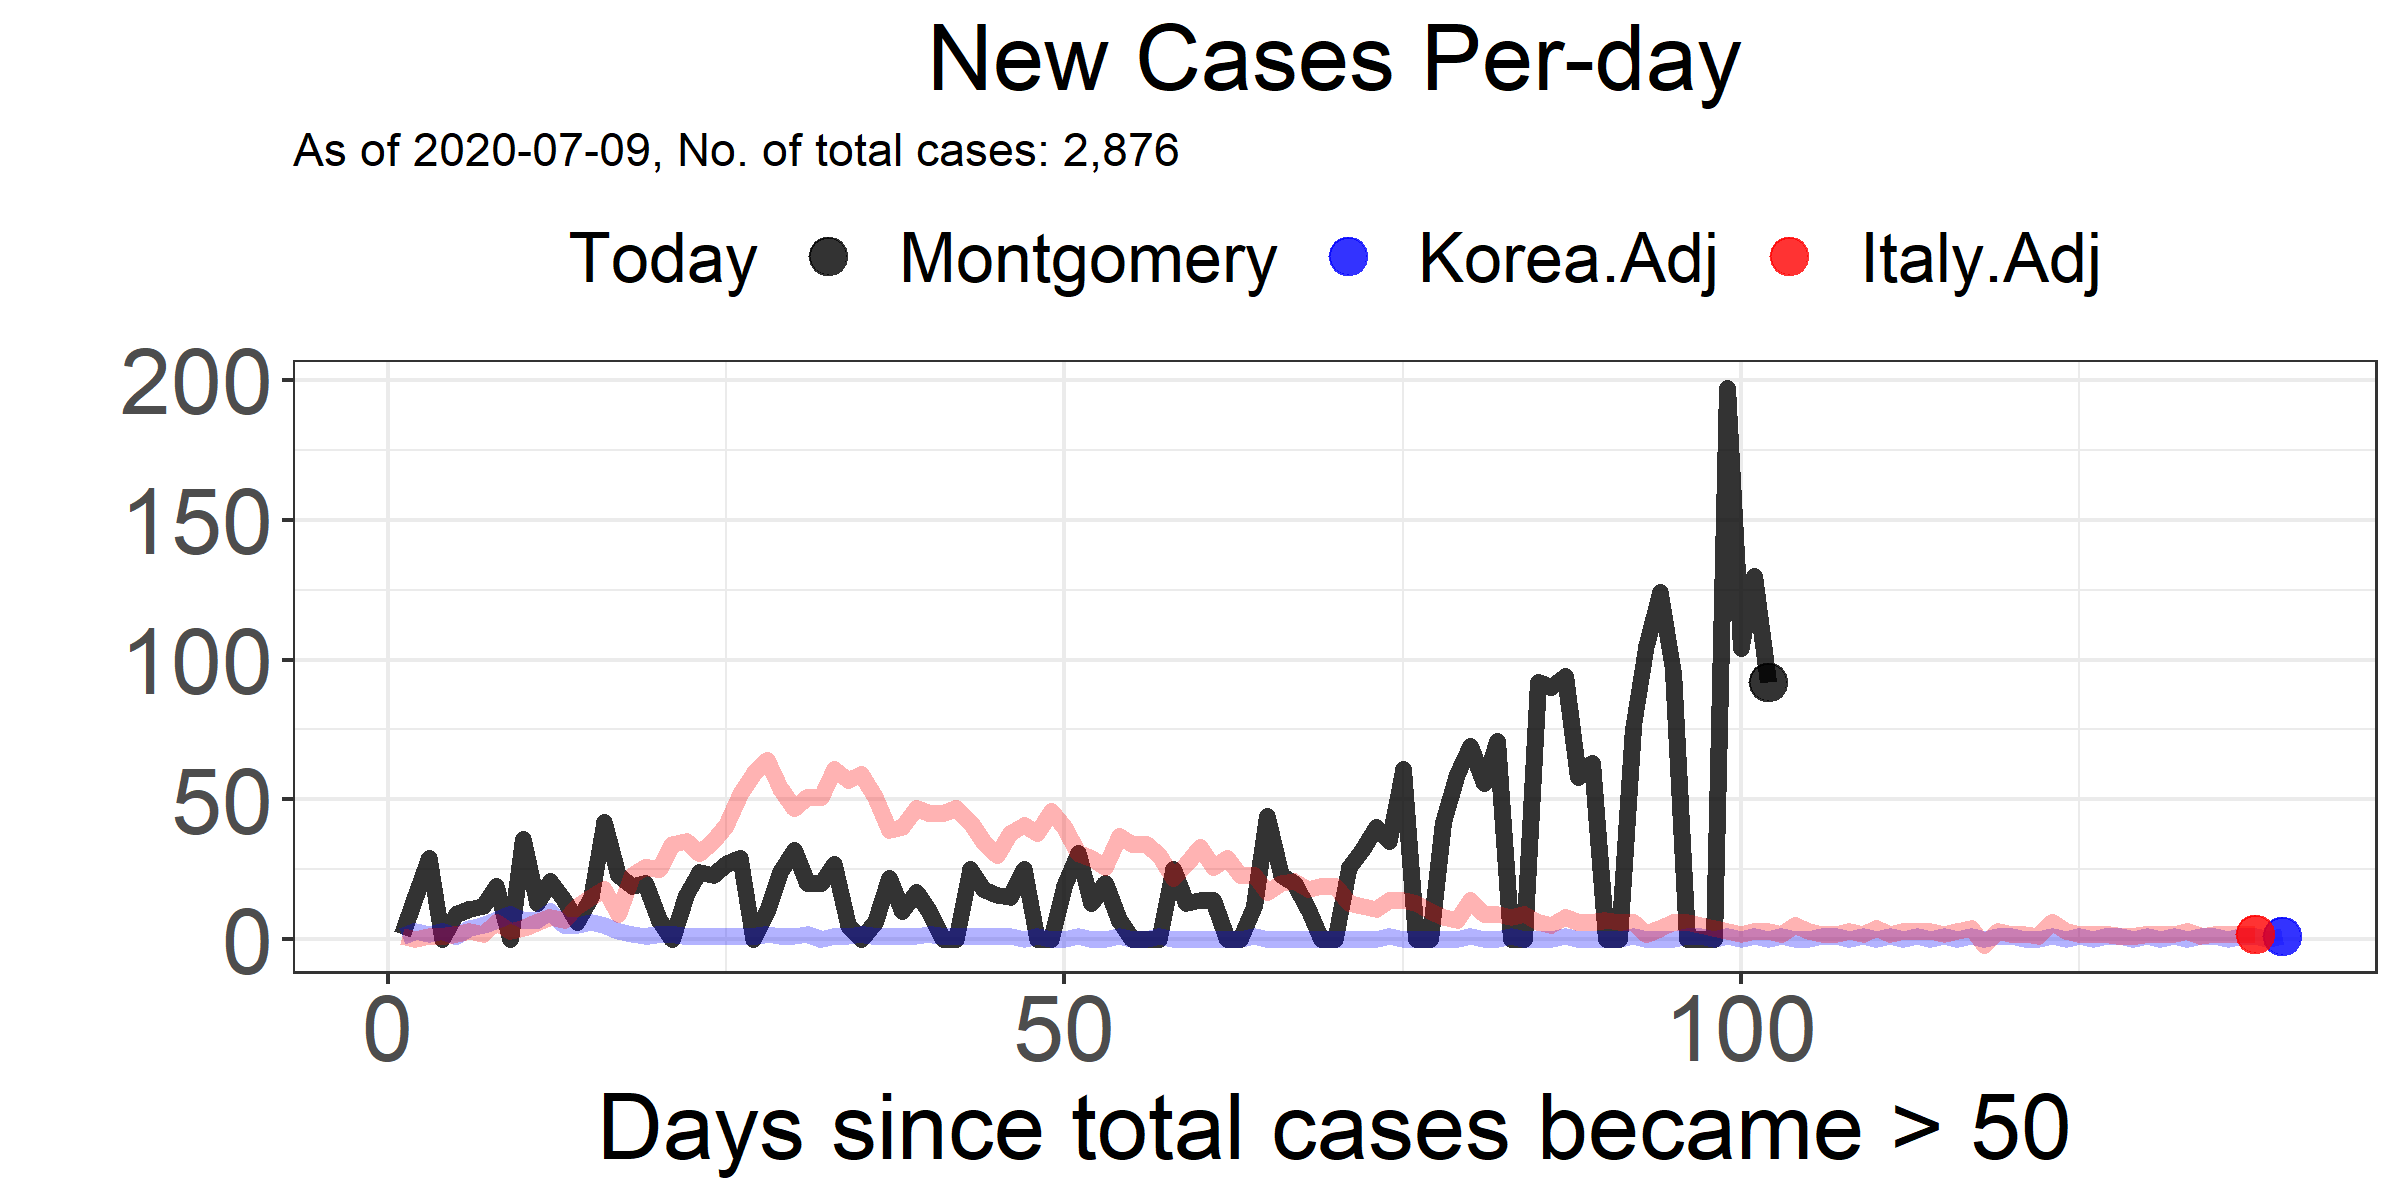 New Cases Per-day
As of 2020-07-09, No. of total cases: 2,876
Today Montgomery Korea.Adj Italy.Adj
200
150
100
50
0
0 50 100
Days since total cases became > 50